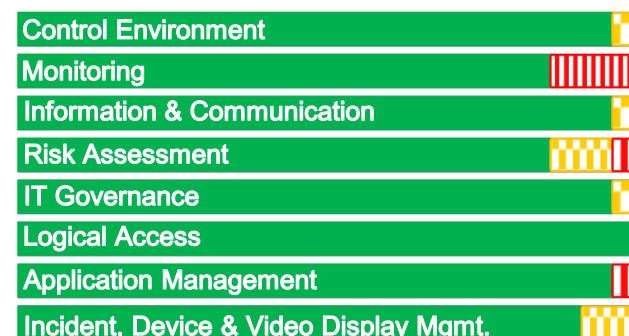 Control Environment
Monitoring
Information & Communication
Risk Assessment
IT Governance
Logical Access
Application Management
Incident, Device & Video Display Mgmt.